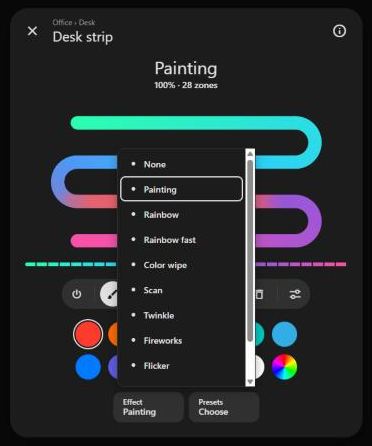 Office › Desk
Desk strip
Painting
100% · 28 zones
None
Painting
Rainbow
Rainbow fast
Color wipe
Scan
Twinkle
Fireworks
Flicker
Effect
Painting
Presets
Choose